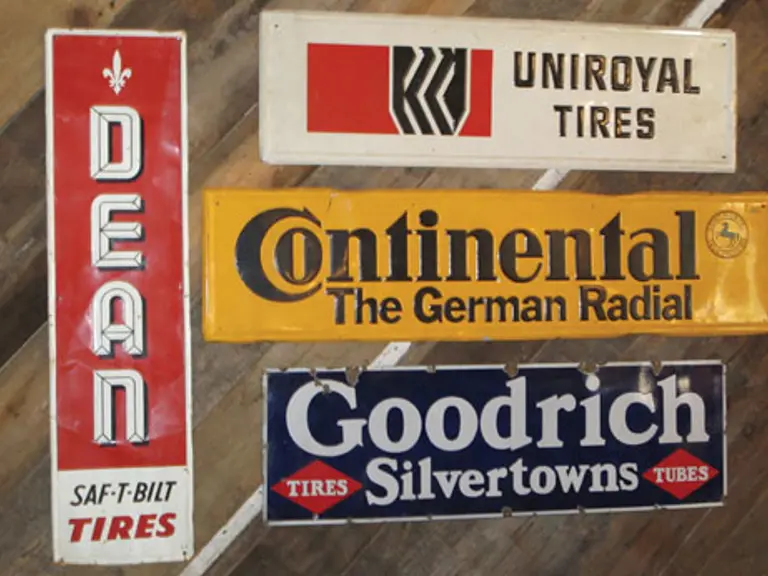 DEAN
SAF-T-BILT
TIRES
UNIROYAL
TIRES
Continental
The German Radial
Goodrich
TIRES Silvertowns TUBES